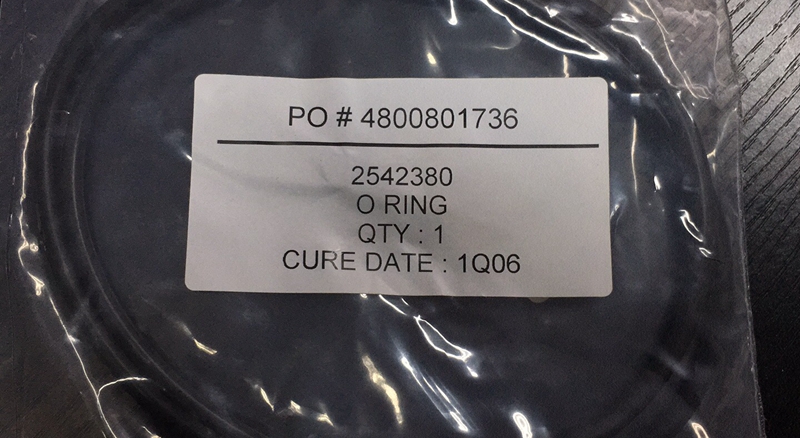 PO # 4800801736
2542380
O RING
QTY : 1
CURE DATE : 1Q06